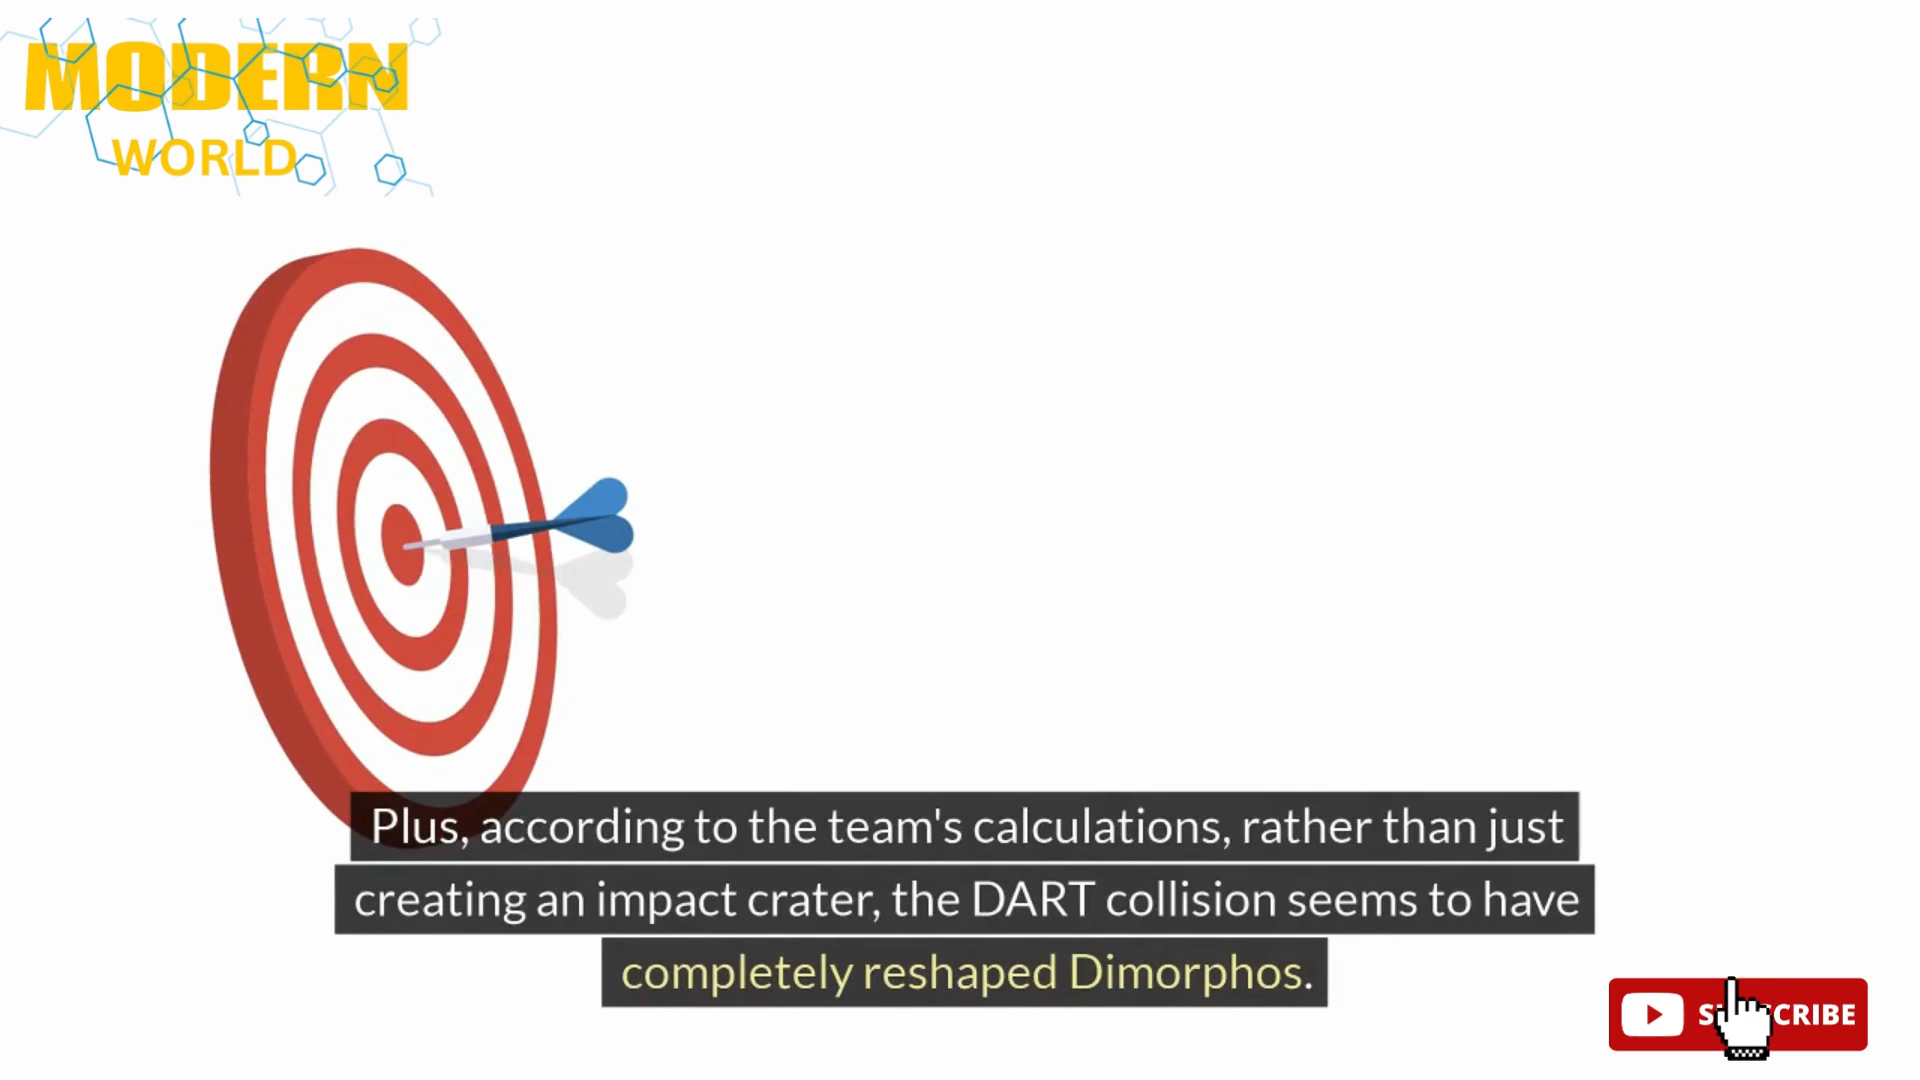 MODERN
WORLD
Plus, according to the team's calculations, rather than just
creating an impact crater, the DART collision seems to have
completely reshaped Dimorphos.